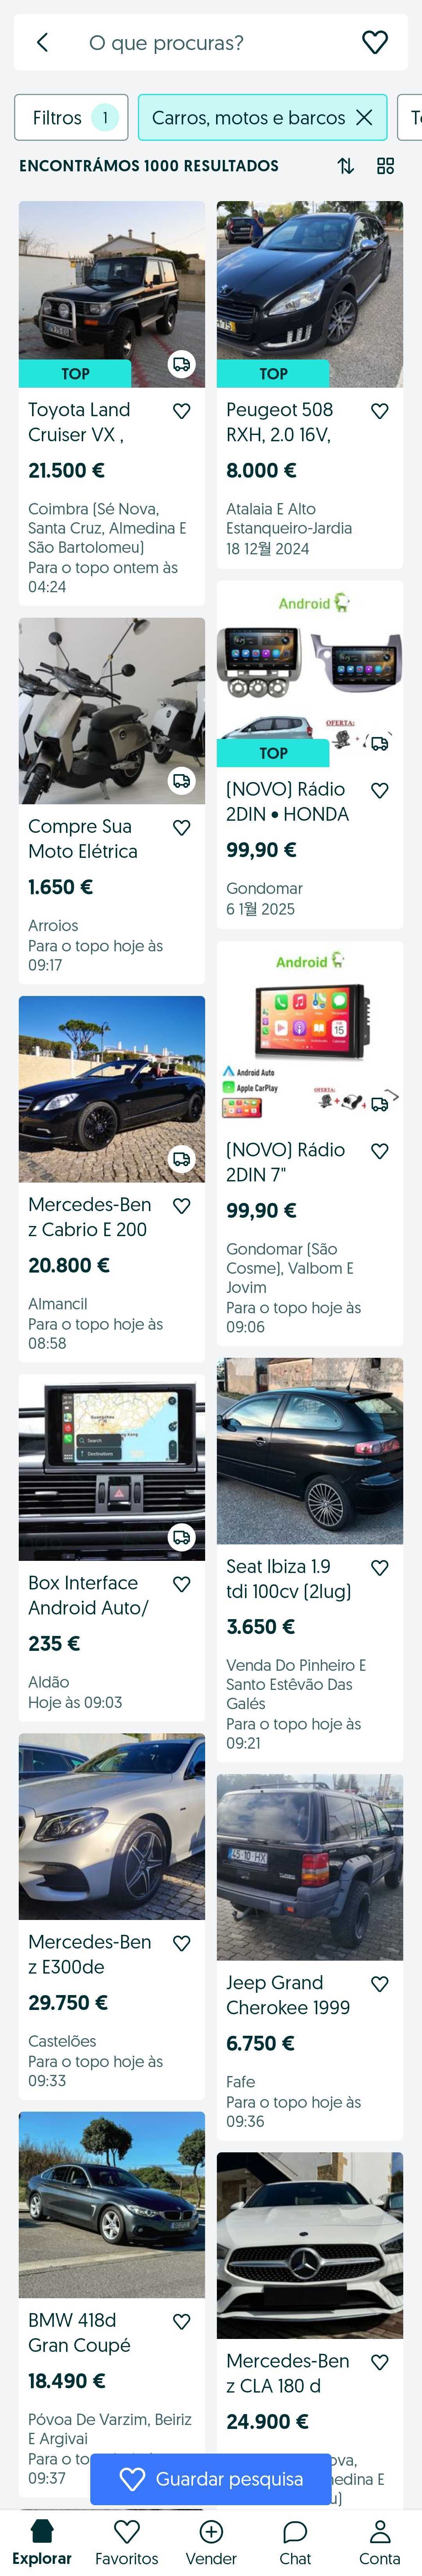 O que procuras?
Filtros 1
Carros, motos e barcos
ENCONTRÁMOS 1000 RESULTADOS
TOP
Toyota Land
Cruiser VX ,
21.500 €
Coimbra (Sé Nova,
Santa Cruz, Almedina E
São Bartolomeu)
Para o topo ontem às
04:24
TOP
Peugeot 508
RXH, 2.0 16V,
8.000 €
Atalaia E Alto
Estanqueiro-Jardia
18 12월 2024
Compre Sua
Moto Elétrica
1.650 €
Arroios
Para o topo hoje às
09:17
Android
OFERTA:
TOP
(NOVO) Rádio
2DIN • HONDA
99,90 €
Gondomar
6 1월 2025
Mercedes-Ben
z Cabrio E 200
20.800 €
Almancil
Para o topo hoje às
08:58
Android
Android Auto
Apple CarPlay
OFERTA:
(NOVO) Rádio
2DIN 7"
99,90 €
Gondomar (São
Cosme), Valbom E
Jovim
Para o topo hoje às
09:06
Search
Destinations
Box Interface
Android Auto/
235 €
Aldão
Hoje às 09:03
Seat Ibiza 1.9
tdi 100cv (2lug)
3.650 €
Venda Do Pinheiro E
Santo Estêvão Das
Galés
Para o topo hoje às
09:21
Mercedes-Ben
z E300de
29.750 €
Castelões
Para o topo hoje às
09:33
45 10 HX
Jeep Grand
Cherokee 1999
6.750 €
Fafe
Para o topo hoje às
09:36
BMW 418d
Gran Coupé
18.490 €
Póvoa De Varzim, Beiriz
E Argivai
Para o to
09:37
Mercedes-Ben
z CLA 180 d
24.900 €
ova,
nedina E
u)
Guardar pesquisa
Explorar
Favoritos
Vender
Chat
Conta